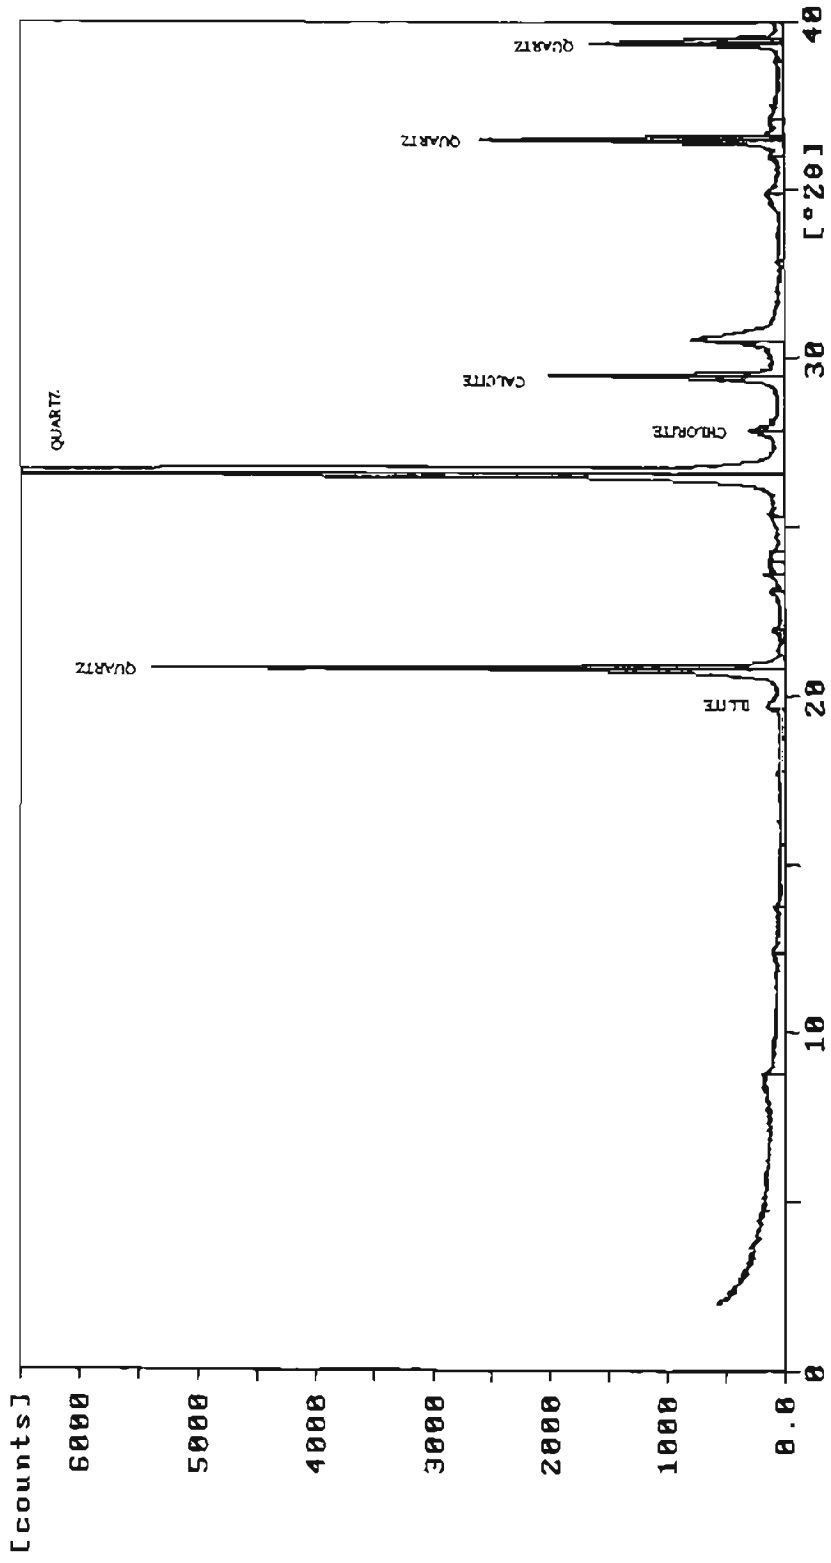 [counts]
6000
5000
4000
3000
2000
1000
0.0
0
10
20
30
[°2θ]
40
ILLITE
QUARTZ
QUARTZ
CHLORITE
CALCITE
QUARTZ
QUARTZ